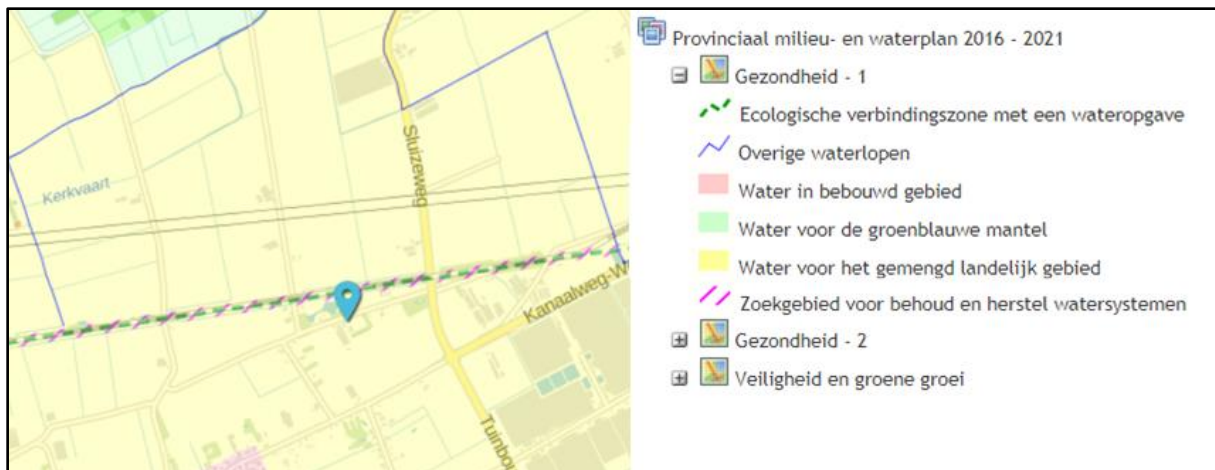 Kerkvaart
Sluizeweg
Kanaalweg-W
Tuinbou
Provinciaal milieu- en waterplan 2016 - 2021
Gezondheid - 1
Ecologische verbindingszone met een wateropgave
Overige waterlopen
Water in bebouwd gebied
Water voor de groenblauwe mantel
Water voor het gemengd landelijk gebied
Zoekgebied voor behoud en herstel watersystemen
Gezondheid - 2
Veiligheid en groene groei